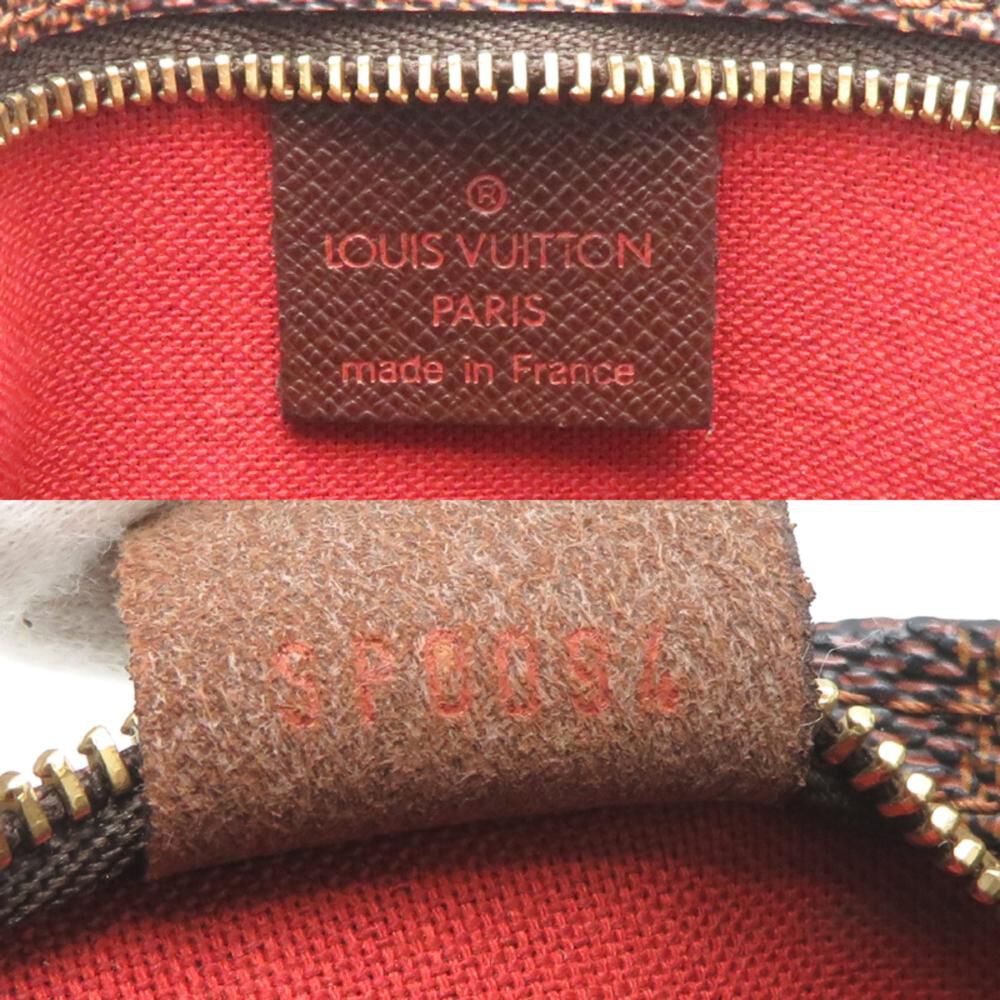 ®
LOUIS VUITTON
PARIS
made in France
SP0094